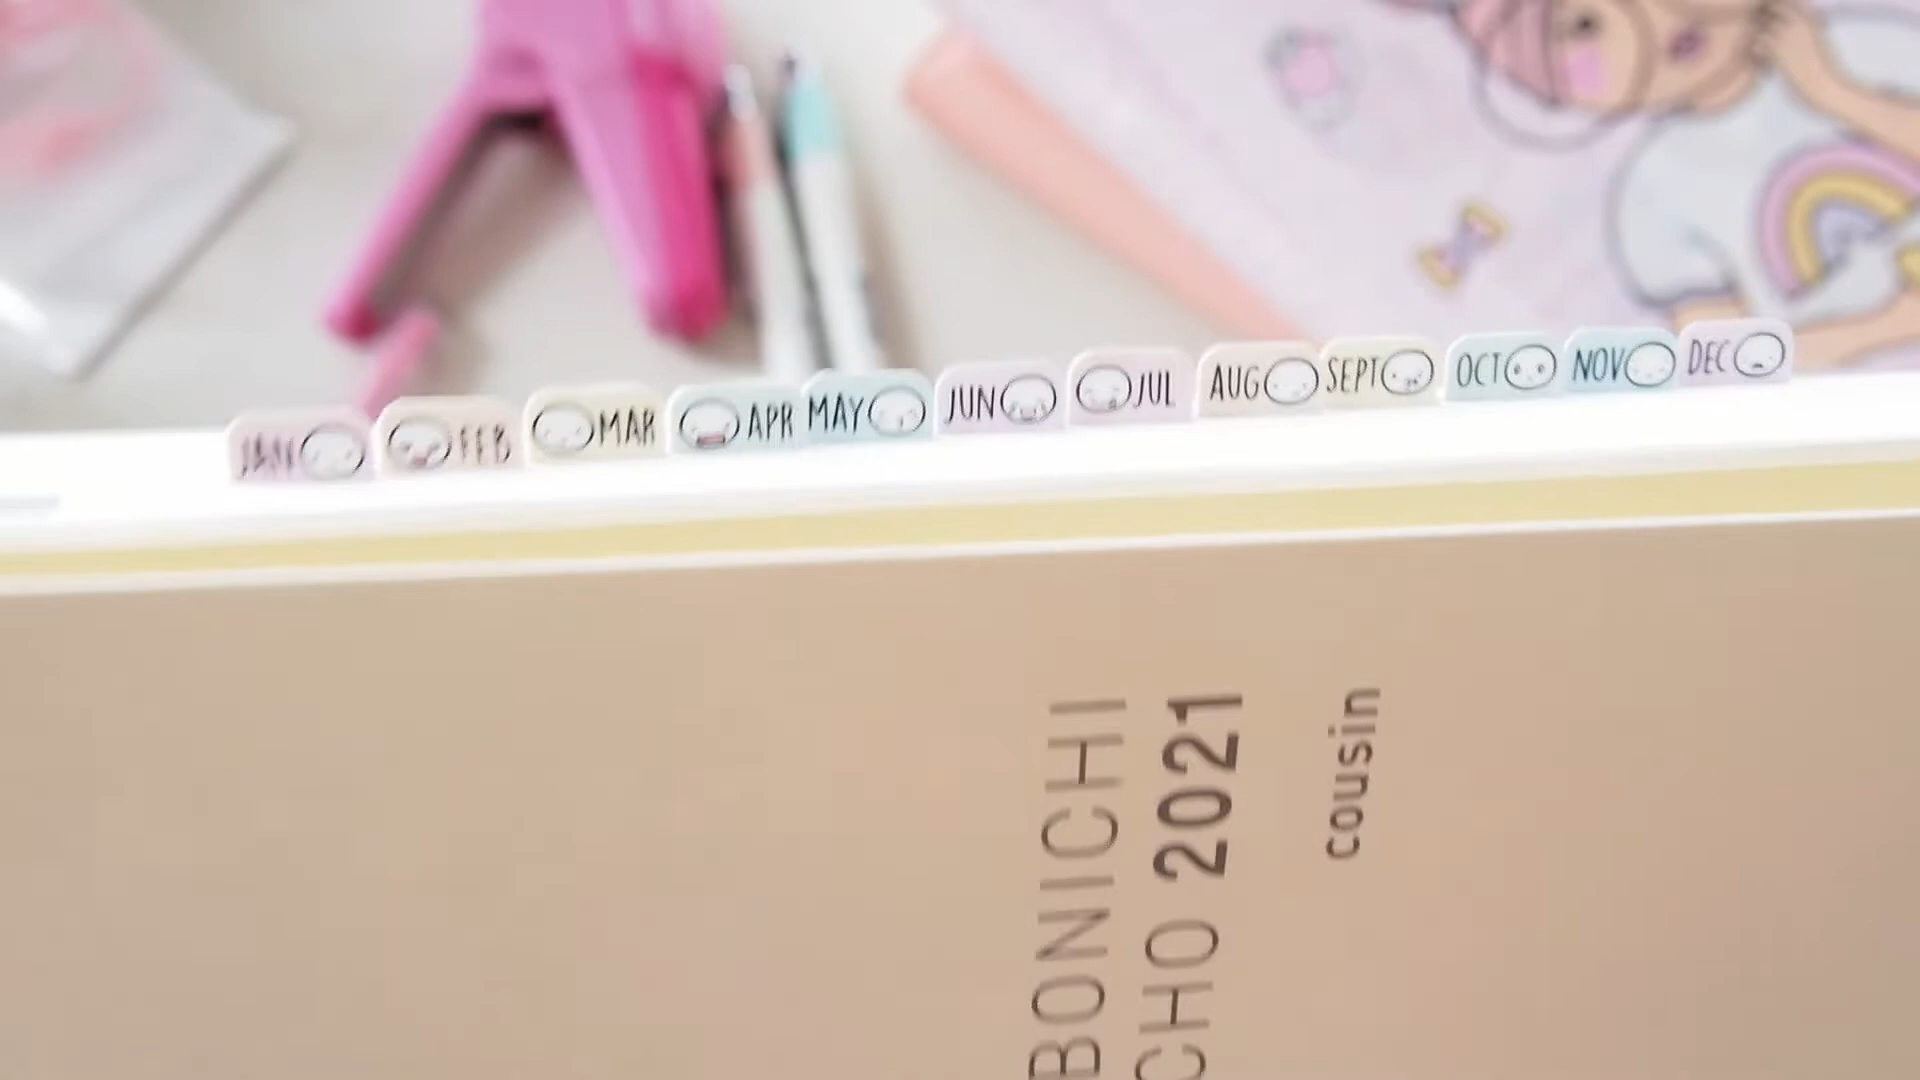 JAN
FEB
MAR
APR
MAY
JUN
JUL
AUG
SEPT
OCT
NOV
DEC
BONICHI
CHO 2021
cousin